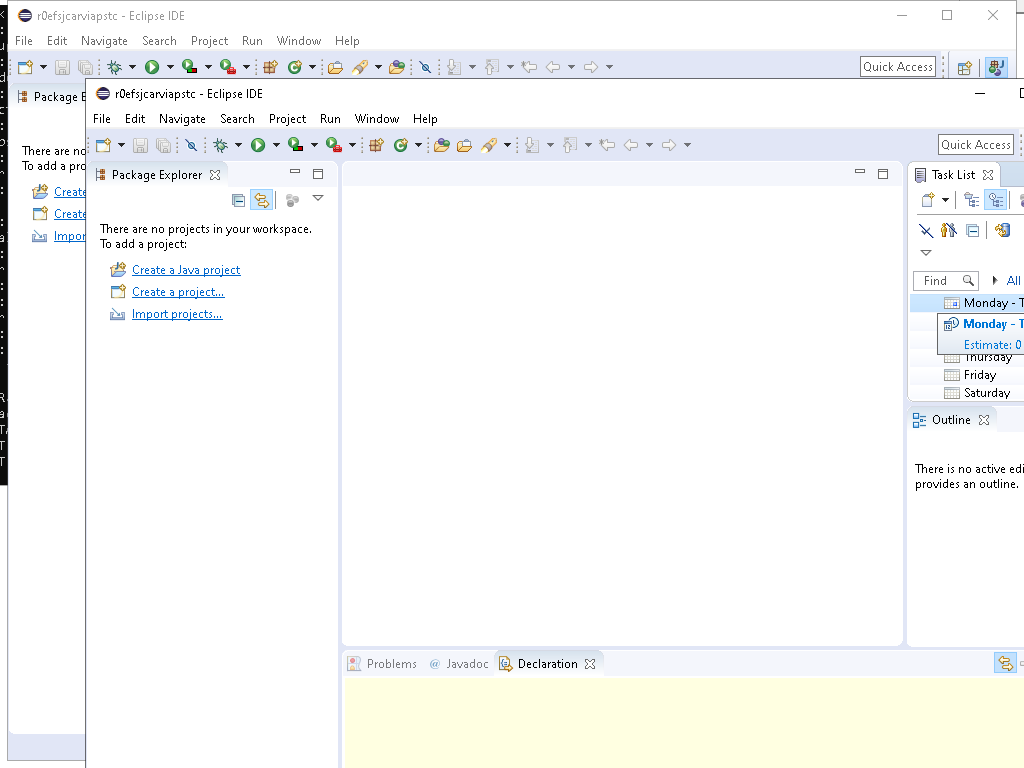 r0efsjcarviapstc - Eclipse IDE
File Edit Navigate Search Project Run Window Help
Quick Access
Package E
There are no
To add a pro
Create
Create
Impor
r0efsjcarviapstc - Eclipse IDE
File Edit Navigate Search Project Run Window Help
Quick Access
Package Explorer
There are no projects in your workspace.
To add a project:
Create a Java project
Create a project...
Import projects...
Task List
Find
All
Monday - T
Monday - T
Estimate: 0
Thursday
Friday
Saturday
Outline
There is no active edi
provides an outline.
Problems @ Javadoc Declaration